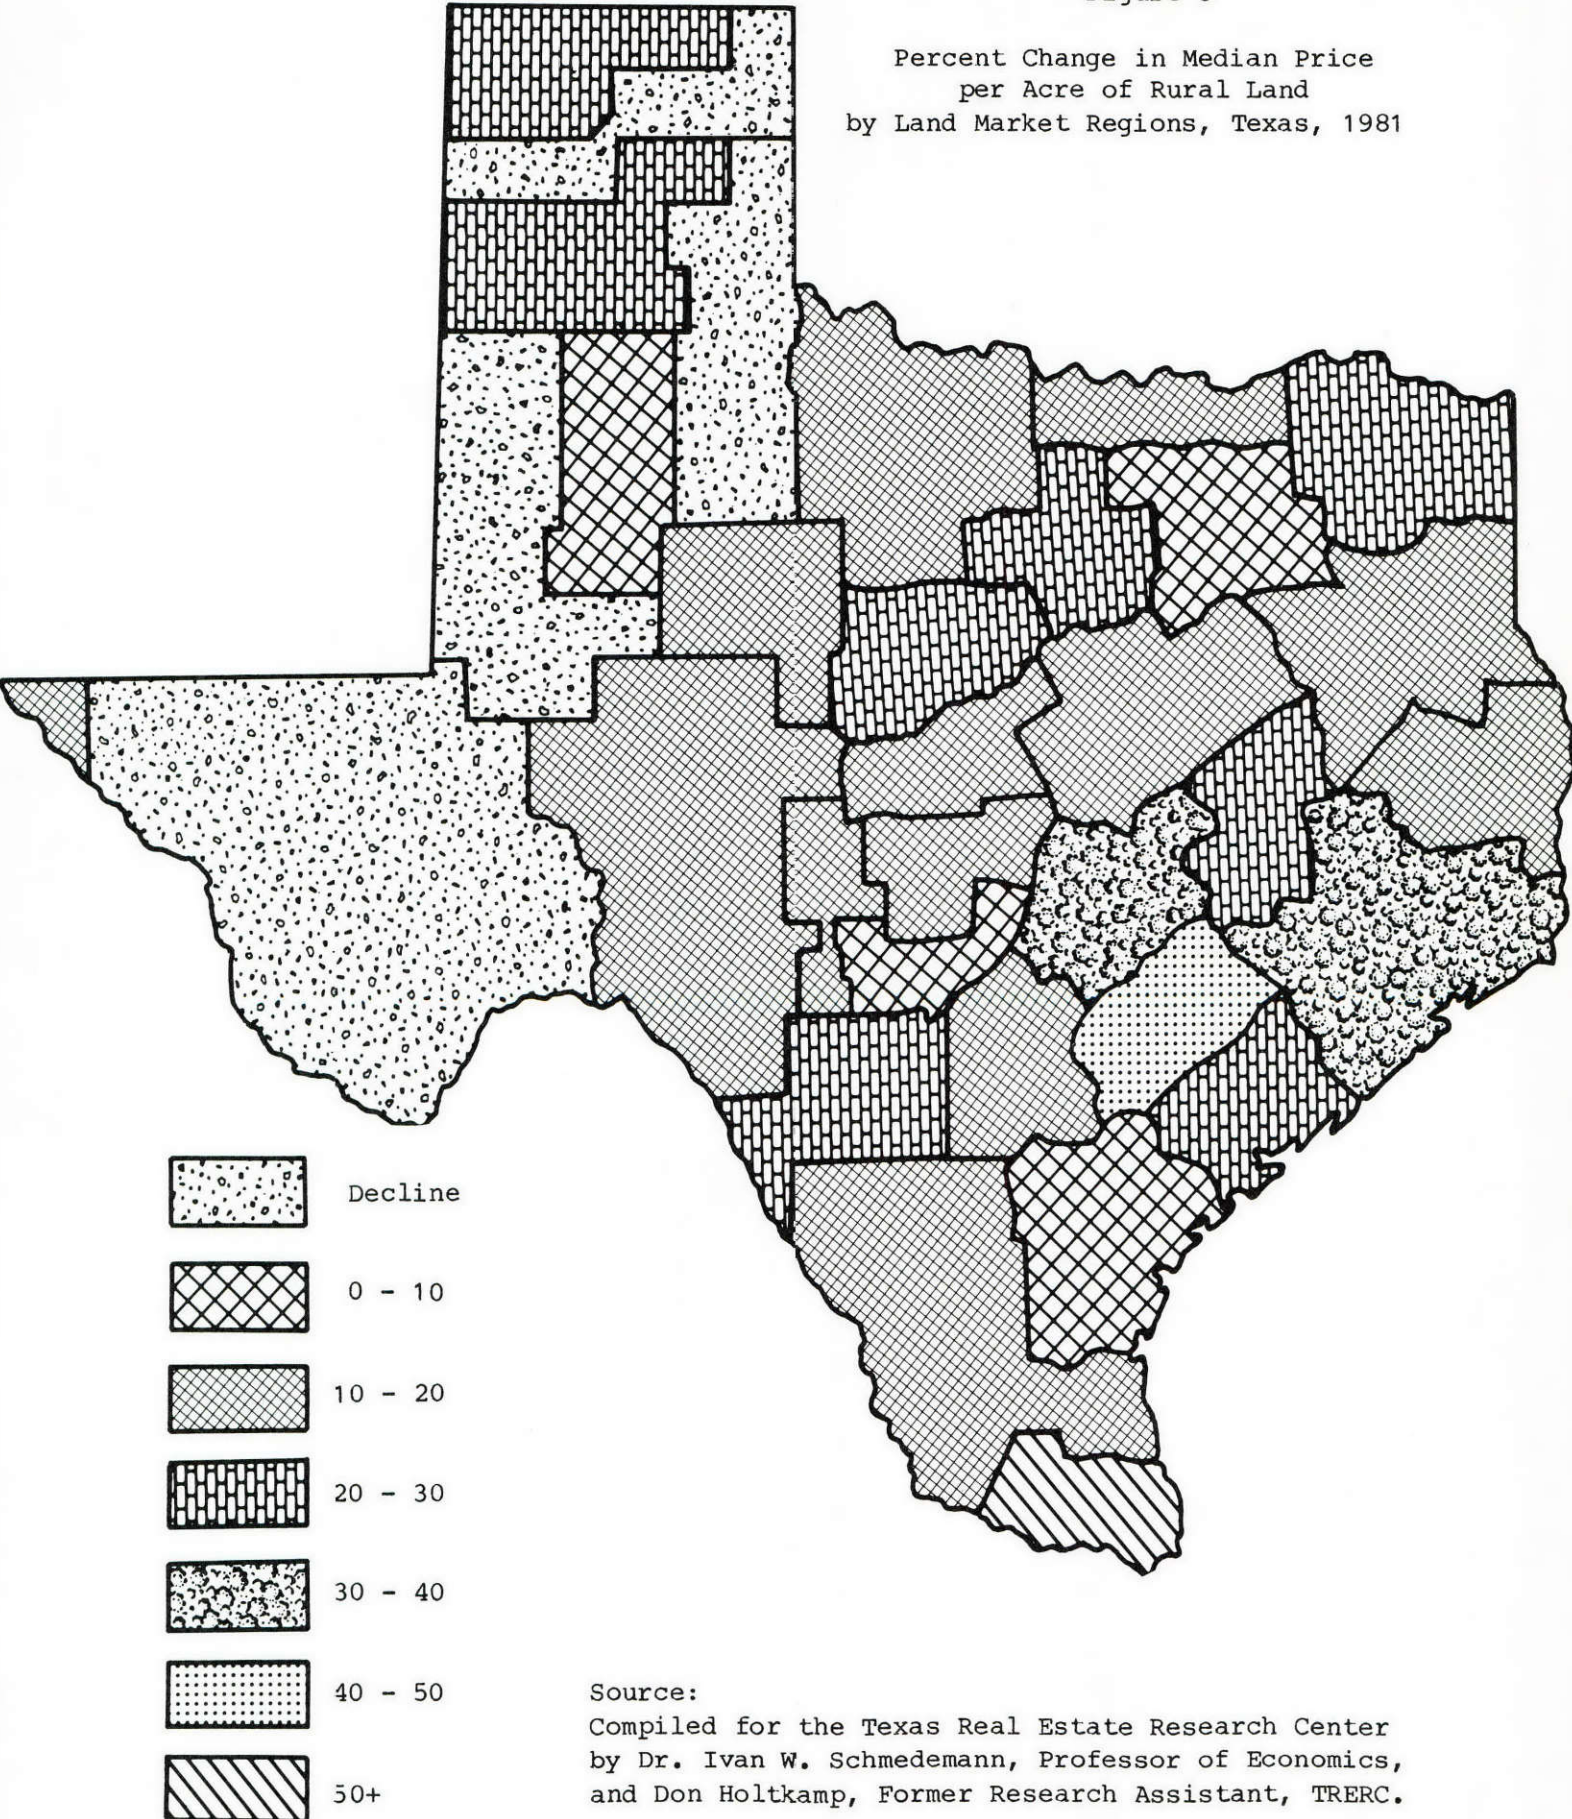 Percent Change in Median Price
per Acre of Rural Land
by Land Market Regions, Texas, 1981
Decline
0 - 10
10 - 20
20 - 30
30 - 40
40 - 50
50+
Source:
Compiled for the Texas Real Estate Research Center
by Dr. Ivan W. Schmedemann, Professor of Economics,
and Don Holtkamp, Former Research Assistant, TRERC.